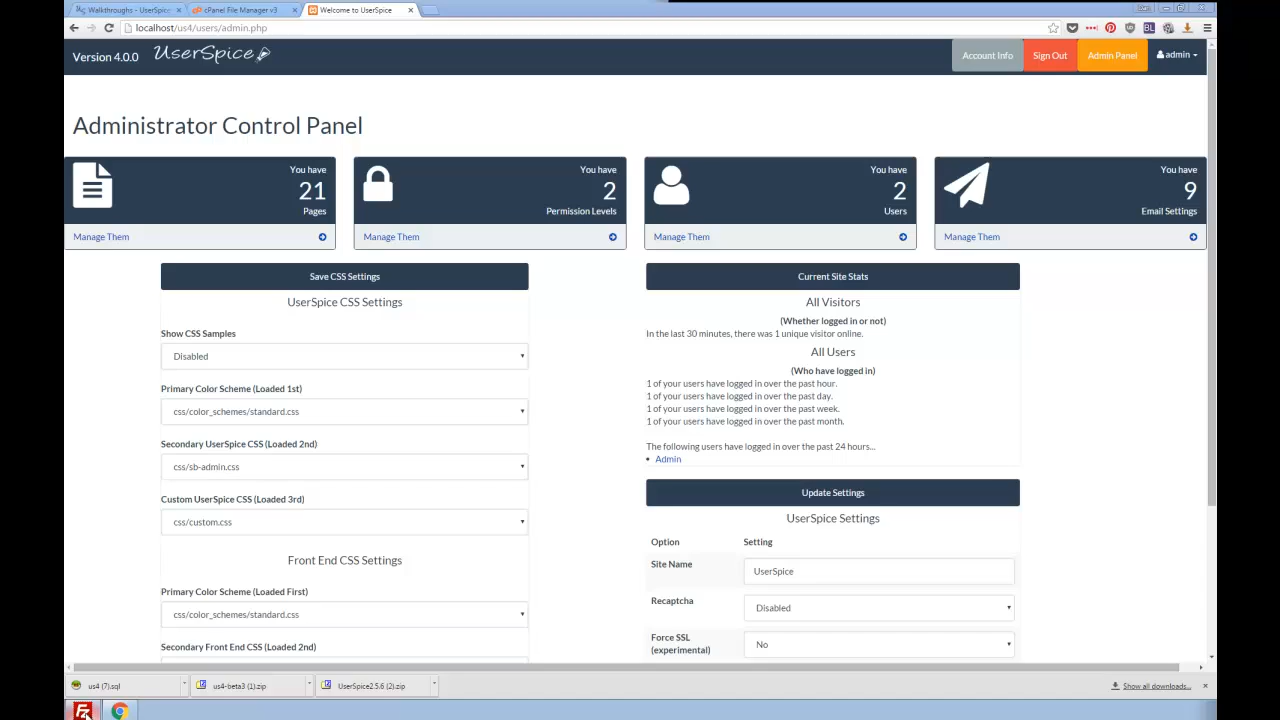 Walkthroughs - UserSpice
cPanel File Manager v3
Welcome to UserSpice
localhost/us4/users/admin.php
Version 4.0.0
UserSpice
Account Info
Sign Out
Admin Panel
admin
Administrator Control Panel
You have
21
Pages
Manage Them
You have
2
Permission Levels
Manage Them
You have
2
Users
Manage Them
You have
9
Email Settings
Manage Them
Save CSS Settings
UserSpice CSS Settings
Show CSS Samples
Disabled
Primary Color Scheme (Loaded 1st)
css/color_schemes/standard.css
Secondary UserSpice CSS (Loaded 2nd)
css/sb-admin.css
Custom UserSpice CSS (Loaded 3rd)
css/custom.css
Front End CSS Settings
Primary Color Scheme (Loaded First)
css/color_schemes/standard.css
Secondary Front End CSS (Loaded 2nd)
Current Site Stats
All Visitors
(Whether logged in or not)
In the last 30 minutes, there was 1 unique visitor online.
All Users
(Who have logged in)
1 of your users have logged in over the past hour.
1 of your users have logged in over the past day.
1 of your users have logged in over the past week.
1 of your users have logged in over the past month.
The following users have logged in over the past 24 hours...
• Admin
Update Settings
UserSpice Settings
Option Setting
Site Name UserSpice
Recaptcha Disabled
Force SSL
(experimental) No
us4 (7).sql
us4-beta3 (1).zip
UserSpice2.5.6 (2).zip
Show all downloads...